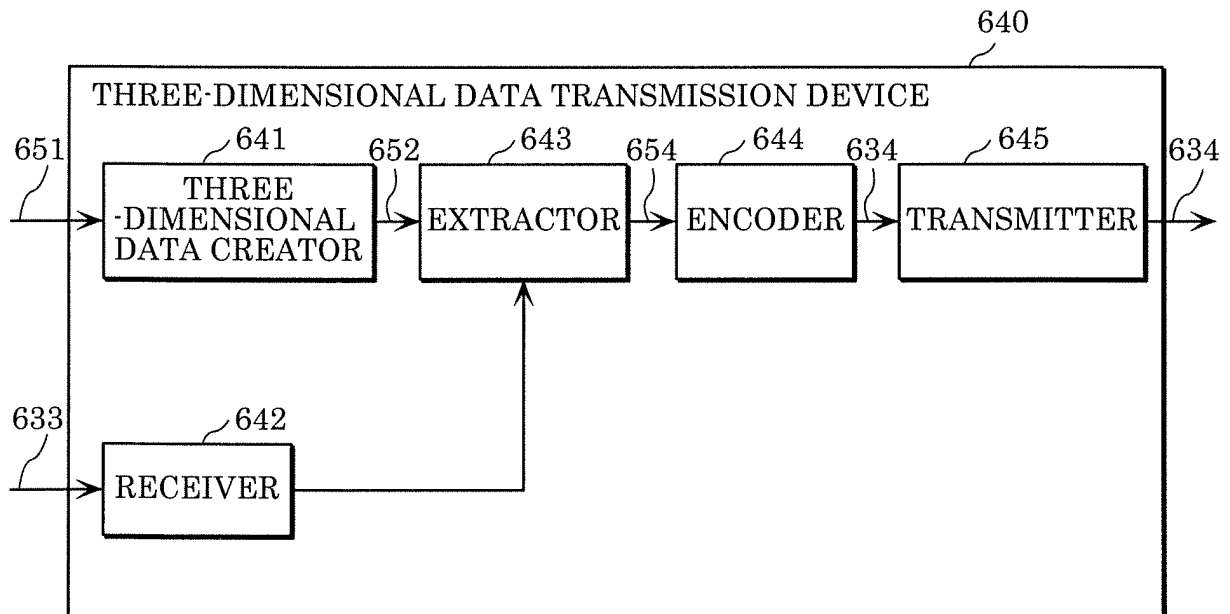 640
THREE-DIMENSIONAL DATA TRANSMISSION DEVICE
651
641
652
643
654
644
634
645
634
THREE
-DIMENSIONAL
DATA CREATOR
EXTRACTOR
ENCODER
TRANSMITTER
633
642
RECEIVER